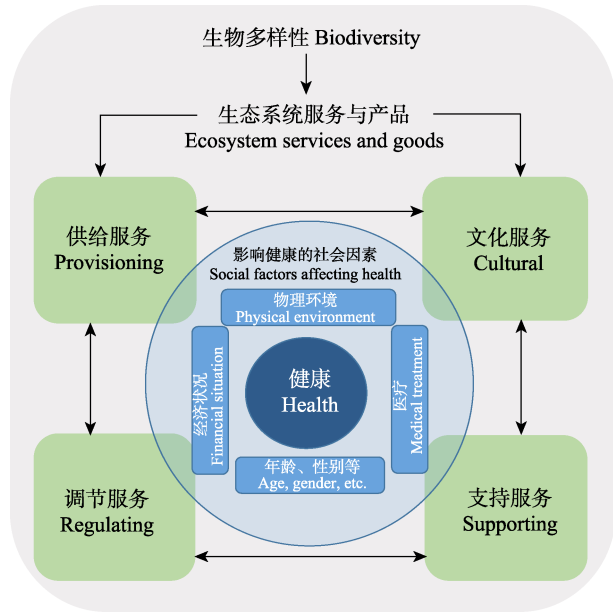 生物多样性 Biodiversity
生态系统服务与产品
Ecosystem services and goods
供给服务
Provisioning
文化服务
Cultural
影响健康的社会因素
Social factors affecting health
物理环境
Physical environment
经济状况
Financial situation
健康
Health
医疗
Medical treatment
年龄、性别等
Age, gender, etc.
调节服务
Regulating
支持服务
Supporting